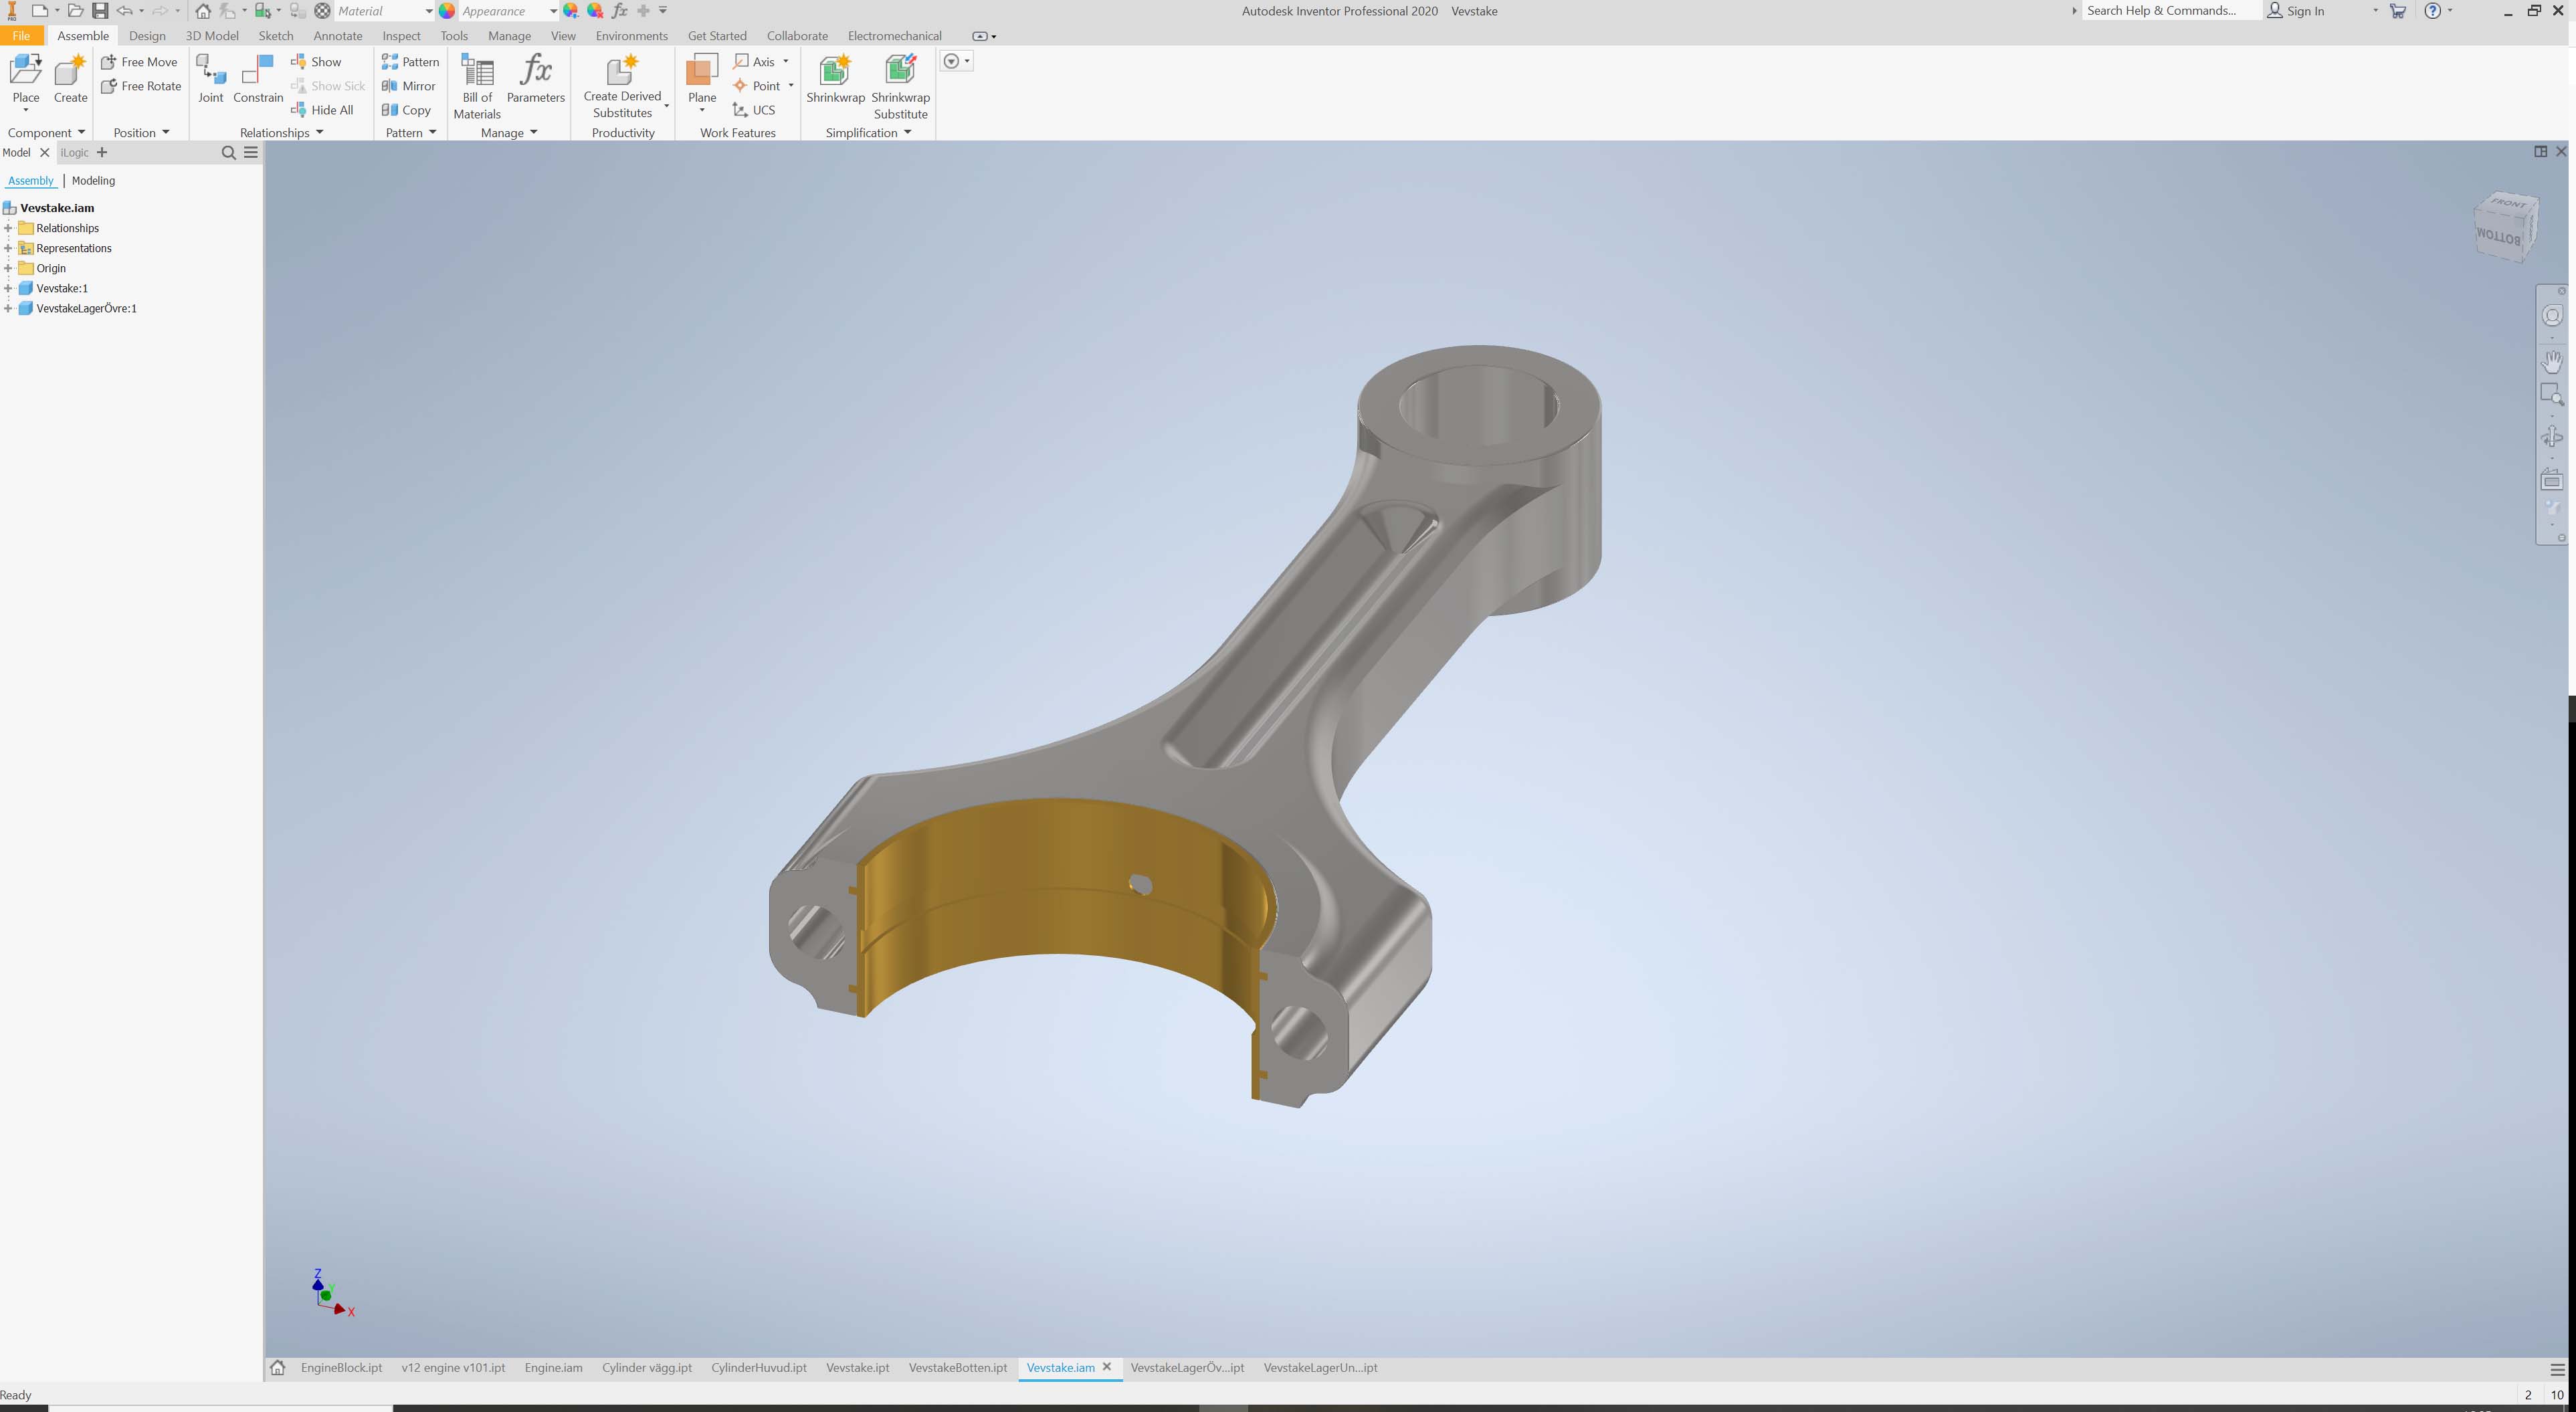 PRO Material Appearance fx Autodesk Inventor Professional 2020 Vevstake Search Help & Commands... Sign In
File Assemble Design 3D Model Sketch Annotate Inspect Tools Manage View Environments Get Started Collaborate Electromechanical
Place
Create
Free Move
Free Rotate
Joint
Constrain
Show
Show Sick
Hide All
Pattern
Mirror
Copy
Bill of
Materials
fx
Parameters
Create Derived
Substitutes
Plane
Axis
Point
UCS
Shrinkwrap
Shrinkwrap
Substitute
Component Position Relationships Pattern Manage Productivity Work Features Simplification
Model iLogic
Assembly | Modeling
Vevstake.iam
Relationships
Representations
Origin
Vevstake:1
VevstakeLagerÖvre:1
FRONT
BOTTOM
Z
Y
X
EngineBlock.ipt v12 engine v101.ipt Engine.iam Cylinder vägg.ipt CylinderHuvud.ipt Vevstake.ipt VevstakeBotten.ipt Vevstake.iam VevstakeLagerÖv...ipt VevstakeLagerUn...ipt
Ready 2 10